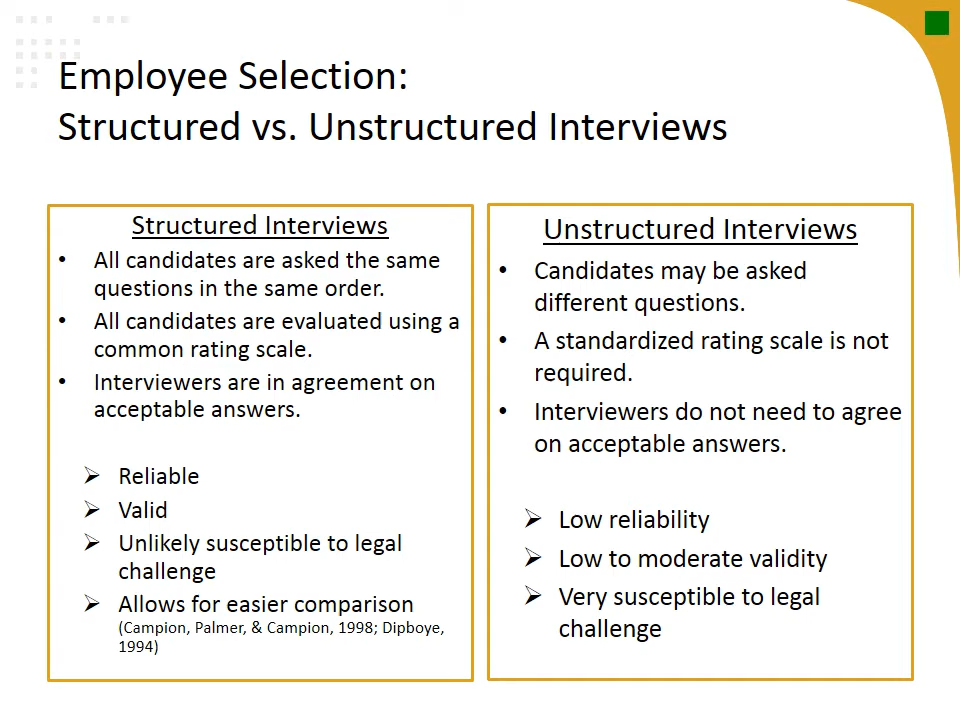 Employee Selection:
Structured vs. Unstructured Interviews
Structured Interviews
• All candidates are asked the same
questions in the same order.
• All candidates are evaluated using a
common rating scale.
• Interviewers are in agreement on
acceptable answers.
➢ Reliable
➢ Valid
➢ Unlikely susceptible to legal
challenge
➢ Allows for easier comparison
(Campion, Palmer, & Campion, 1998; Dipboye,
1994)
Unstructured Interviews
• Candidates may be asked
different questions.
• A standardized rating scale is not
required.
• Interviewers do not need to agree
on acceptable answers.
➢ Low reliability
➢ Low to moderate validity
➢ Very susceptible to legal
challenge